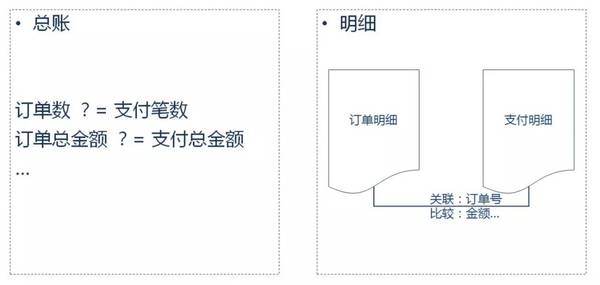 • 总账
订单数 ？= 支付笔数
订单总金额 ？= 支付总金额
...
• 明细
订单明细
支付明细
关联：订单号
比较：金额...